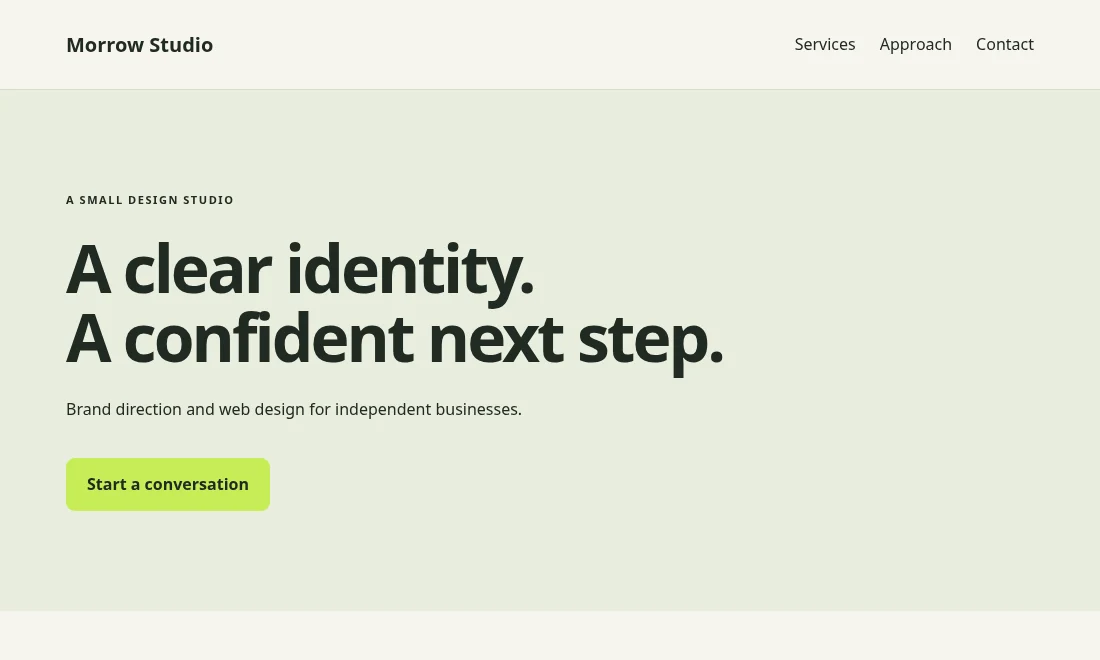 Morrow Studio
Services Approach Contact
A SMALL DESIGN STUDIO
A clear identity.
A confident next step.
Brand direction and web design for independent businesses.
Start a conversation